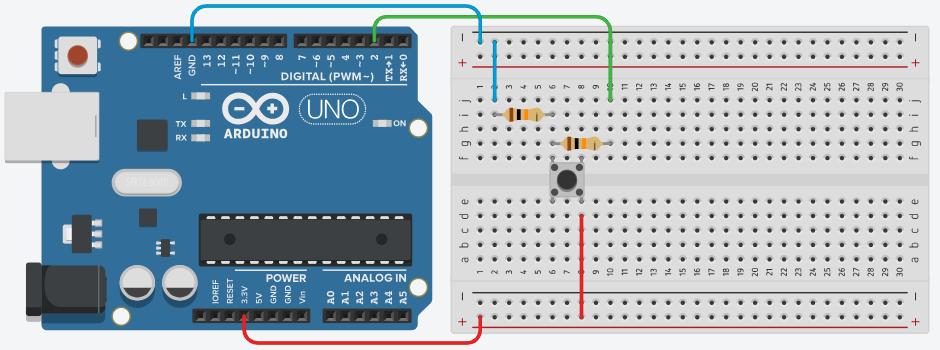 AREF
GND
13
12
~11
~10
~9
8
7
~6
~5
4
~3
2
TX→1
RX←0
DIGITAL (PWM~)
L
TX
RX
UNO
ARDUINO
ON
POWER
ANALOG IN
IOREF
RESET
3.3V
5V
GND
GND
Vin
A0
A1
A2
A3
A4
A5
− −
+ +
1 2 3 4 5 6 7 8 9 10 11 12 13 14 15 16 17 18 19 20 21 22 23 24 25 26 27 28 29 30
j j
i i
h h
g g
f f
e e
d d
c c
b b
a a
1 2 3 4 5 6 7 8 9 10 11 12 13 14 15 16 17 18 19 20 21 22 23 24 25 26 27 28 29 30
− −
+ +